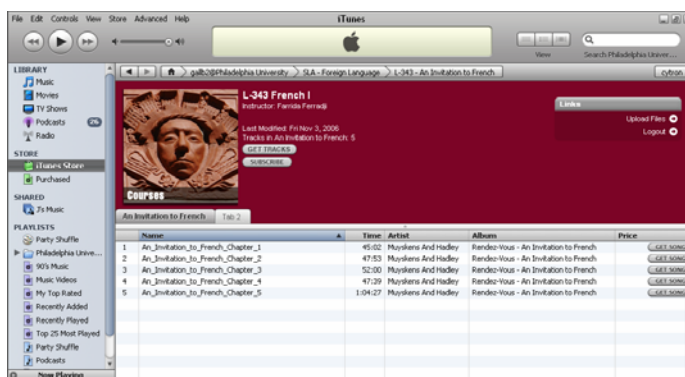 File Edit Controls View Store Advanced Help
iTunes
View
Search Philadelphia Univer...
LIBRARY
Music
Movies
TV Shows
Podcasts 26
Radio
STORE
iTunes Store
Purchased
SHARED
J's Music
PLAYLISTS
Party Shuffle
Philadelphia Unive...
90's Music
Music Videos
My Top Rated
Recently Added
Recently Played
Top 25 Most Played
Party Shuffle
Podcasts
Now Playing
gallb2@Philadelphia University SLA - Foreign Language L-343 - An Invitation to French cytron
L-343 French I
Instructor: Farrida Ferradji
Last Modified: Fri Nov 3, 2006
Tracks in An Invitation to French: 5
GET TRACKS
SUBSCRIBE
Courses
Links
Upload Files
Logout
An Invitation to French Tab 2
Name Time Artist Album Price
1 An_Invitation_to_French_Chapter_1 45:02 Muyskens And Hadley Rendez-Vous - An Invitation to French GET SONG
2 An_Invitation_to_French_Chapter_2 47:53 Muyskens And Hadley Rendez-Vous - An Invitation to French GET SONG
3 An_Invitation_to_French_Chapter_3 52:00 Muyskens And Hadley Rendez-Vous - An Invitation to French GET SONG
4 An_Invitation_to_French_Chapter_4 47:39 Muyskens And Hadley Rendez-Vous - An Invitation to French GET SONG
5 An_Invitation_to_French_Chapter_5 1:04:27 Muyskens And Hadley Rendez-Vous - An Invitation to French GET SONG